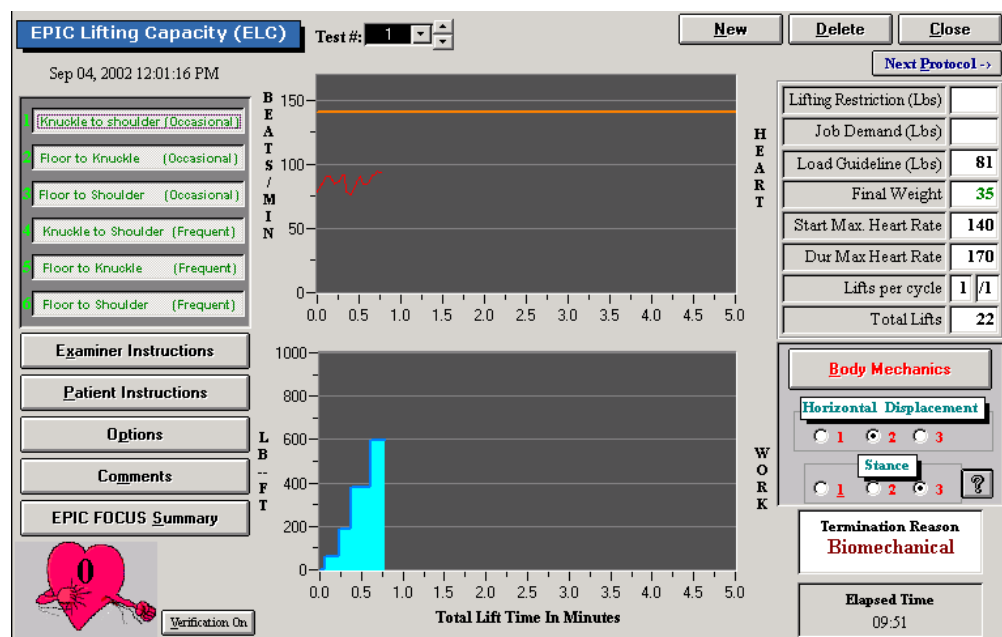 EPIC Lifting Capacity (ELC)
Test #: 1
New
Delete
Close
Next Protocol ->
Sep 04, 2002 12:01:16 PM
1 Knuckle to shoulder (Occasional)
2 Floor to Knuckle (Occasional)
3 Floor to Shoulder (Occasional)
4 Knuckle to Shoulder (Frequent)
5 Floor to Knuckle (Frequent)
6 Floor to Shoulder (Frequent)
BEATS/MIN
150
100
50
0
0.0 0.5 1.0 1.5 2.0 2.5 3.0 3.5 4.0 4.5 5.0
HEART
Lifting Restriction (Lbs)
Job Demand (Lbs)
Load Guideline (Lbs) 81
Final Weight 35
Start Max. Heart Rate 140
Dur Max Heart Rate 170
Lifts per cycle 1 /1
Total Lifts 22
Examiner Instructions
Patient Instructions
Options
Comments
EPIC FOCUS Summary
0
Verification On
LB--FT
1000
800
600
400
200
0
0.0 0.5 1.0 1.5 2.0 2.5 3.0 3.5 4.0 4.5 5.0
Total Lift Time In Minutes
WORK
Body Mechanics
Horizontal Displacement
1 2 3
Stance
1 2 3
?
Termination Reason
Biomechanical
Elapsed Time
09:51